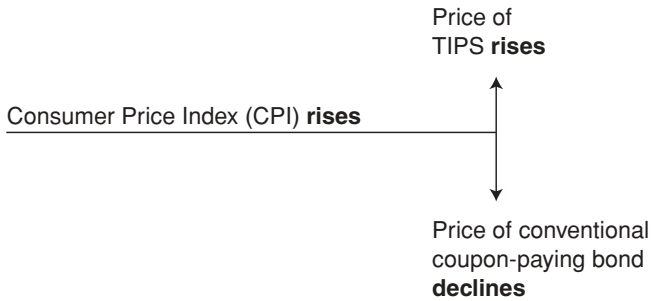 Price of
TIPS rises
Consumer Price Index (CPI) rises
Price of conventional
coupon-paying bond
declines